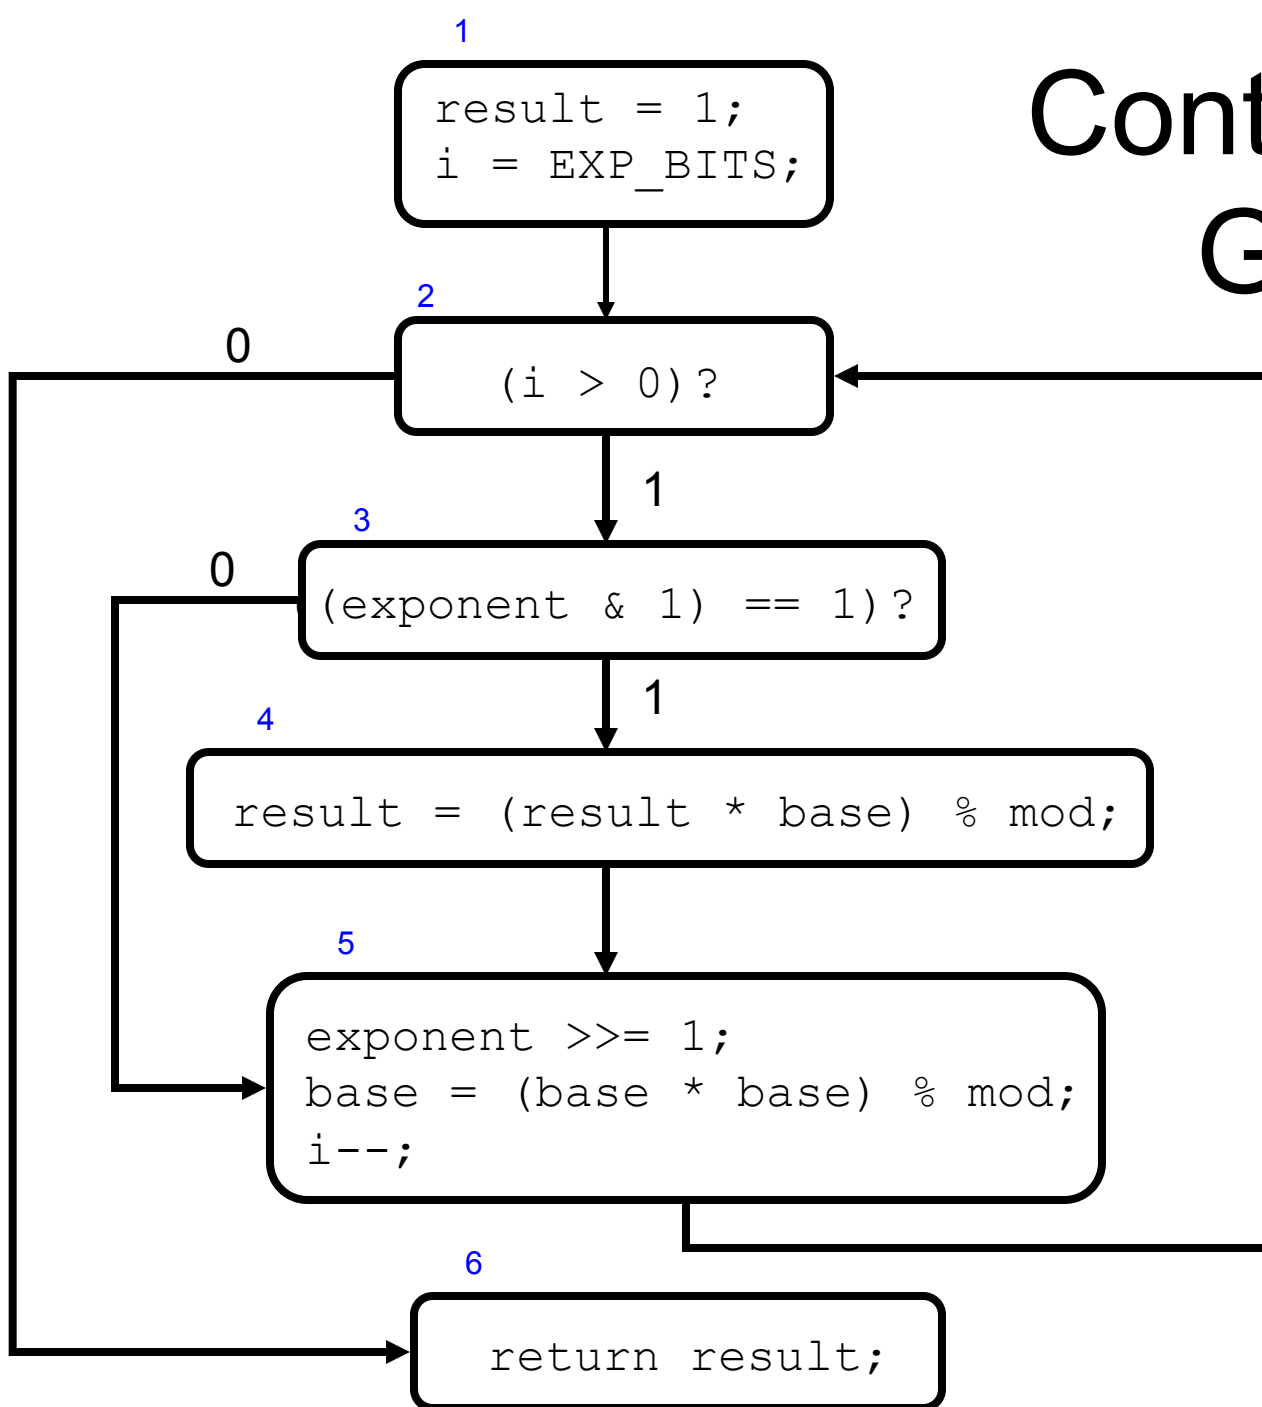 1
result = 1;
i = EXP_BITS;
Cont
G
2
0
(i > 0)?
1
3
0
(exponent & 1) == 1)?
1
4
result = (result * base) % mod;
5
exponent >>= 1;
base = (base * base) % mod;
i--;
6
return result;